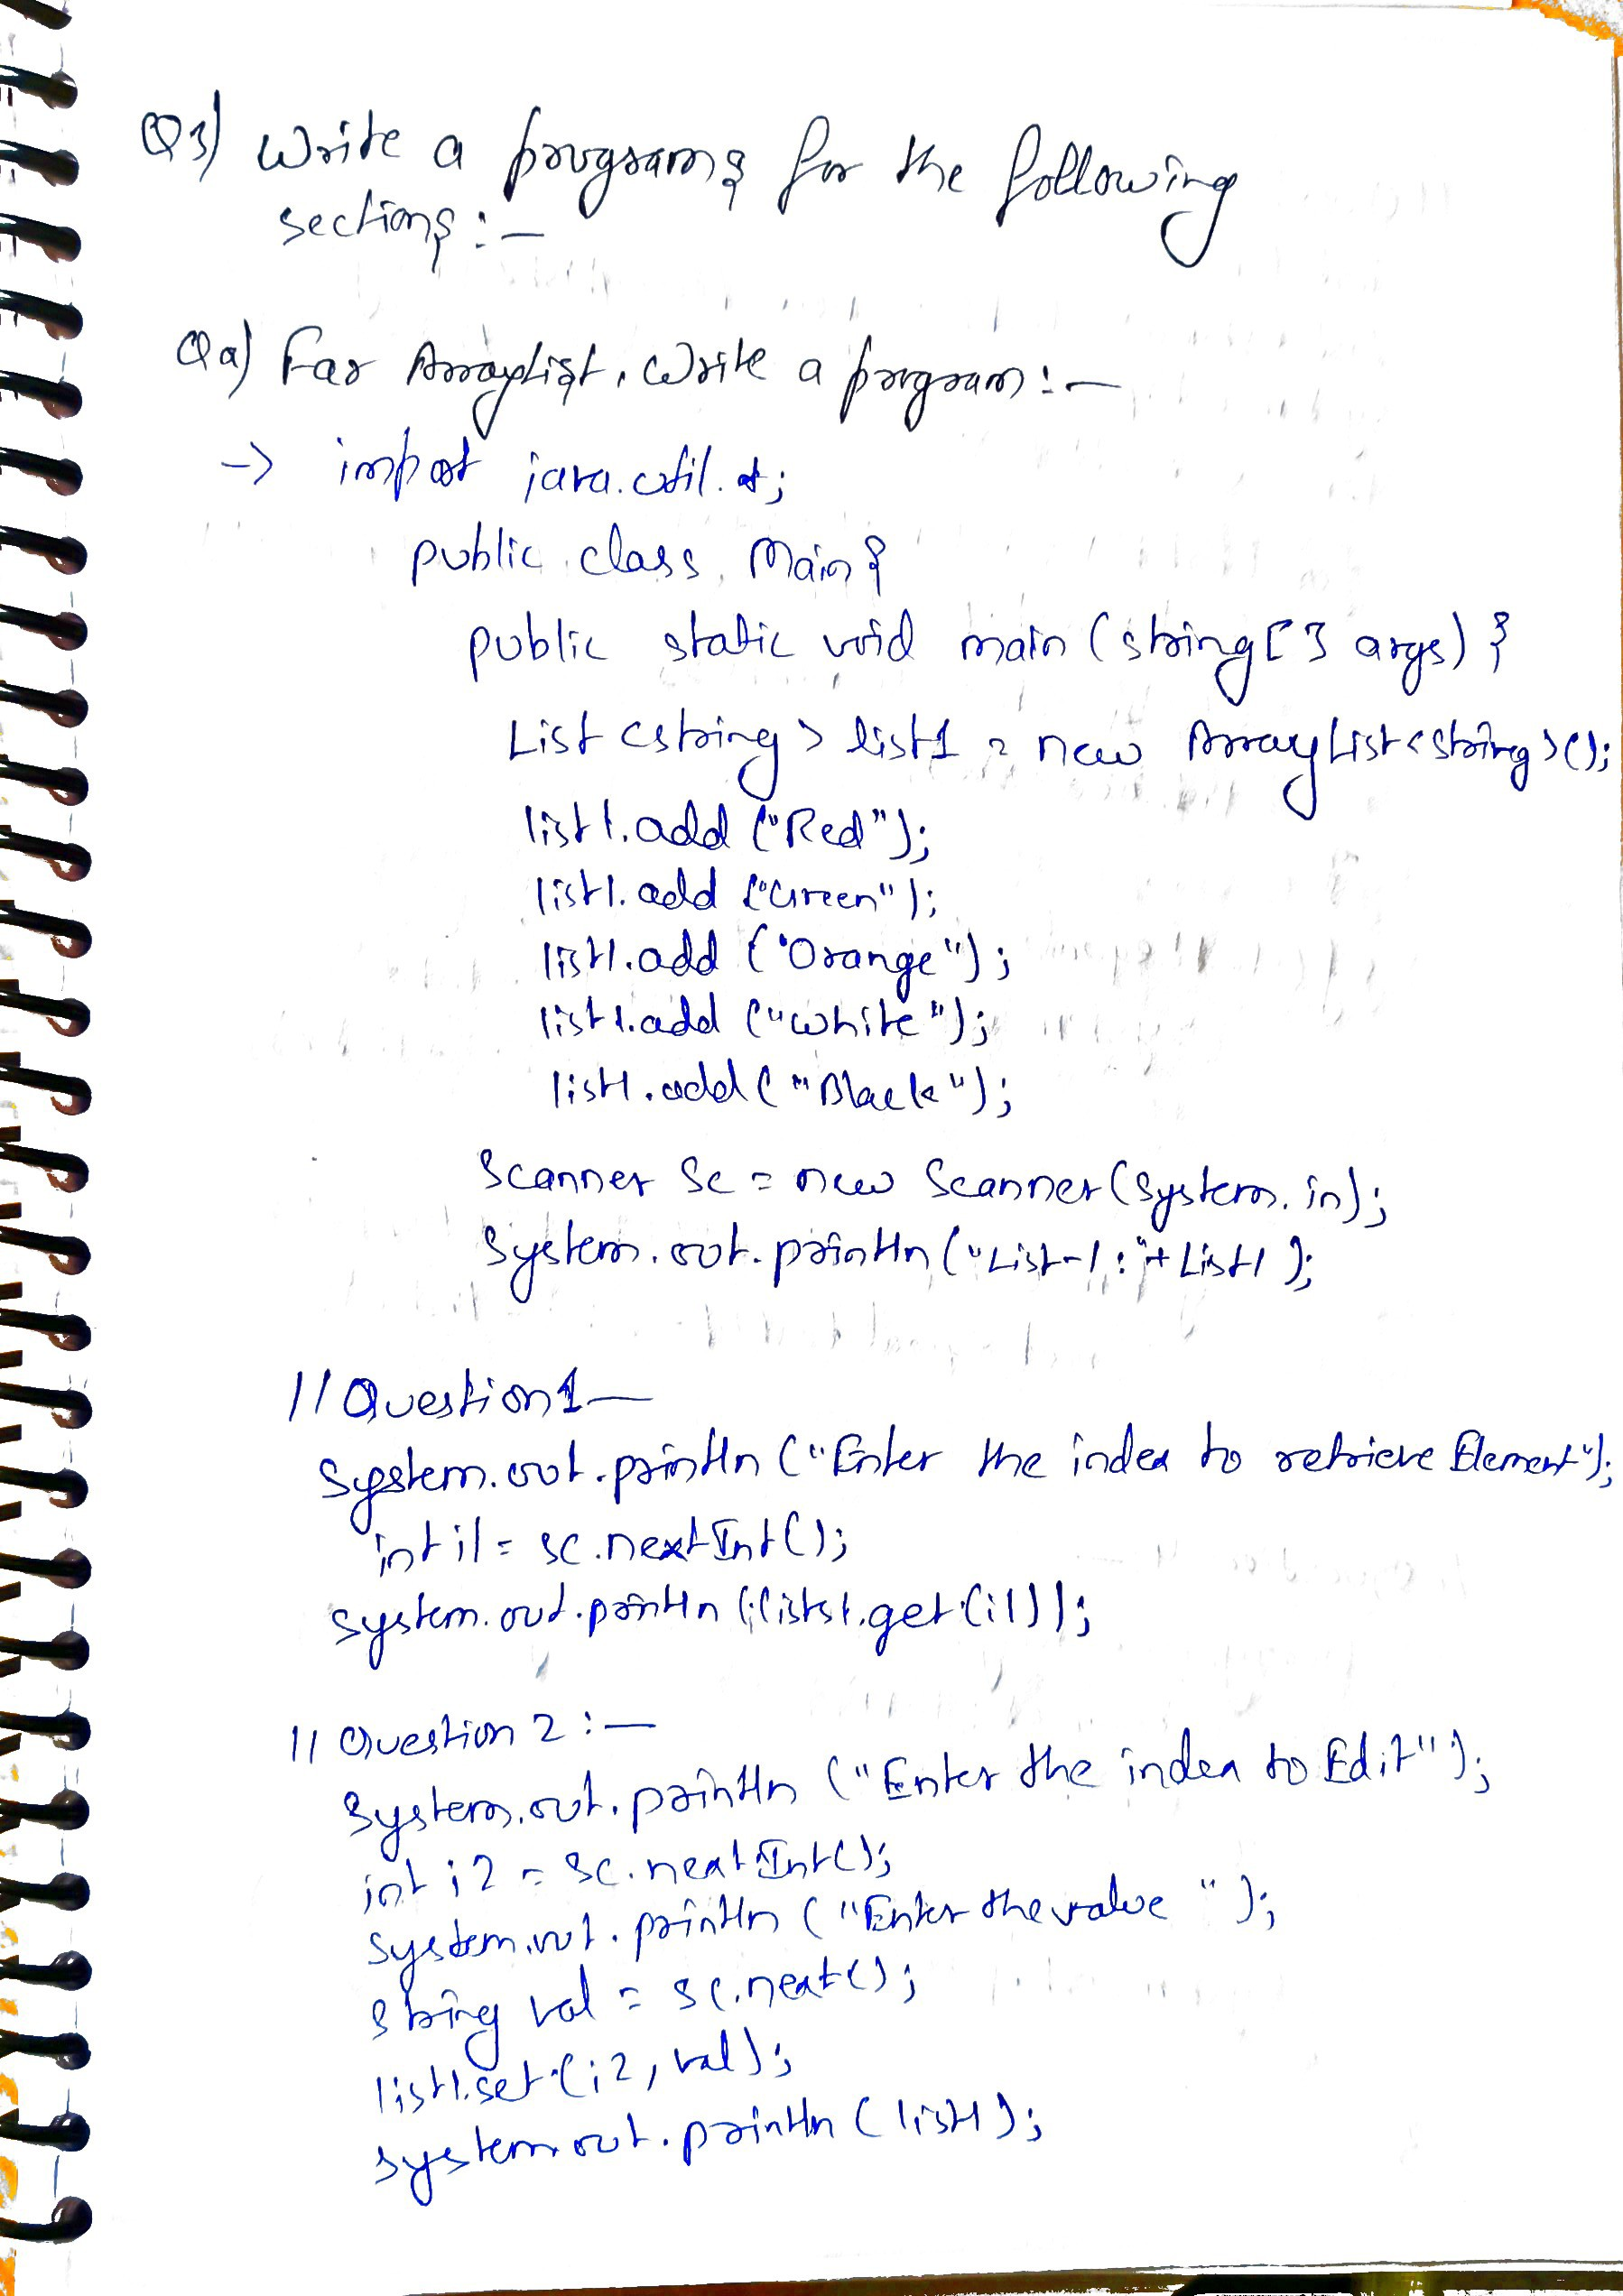 Q3) Write a programs for the following
sections :-
Qa) For ArrayList, Write a program :-
-> import java.util.*;
public class Main {
public static void main (string [] args) {
List <string> list1 = new ArrayList <string>();
list1.add ("Red");
list1.add ("Green");
list1.add ("Orange");
list1.add ("White");
list1.add ("Black");
Scanner Sc = new Scanner (System.in);
System.out.println ("List-1:"+ List1);
// Question 1 -
System.out.println ("Enter the index to retrieve Element");
int i1 = sc.nextInt();
System.out.println (list1.get(i1));
// Question 2 :-
System.out.println ("Enter the index to Edit");
int i2 = sc.nextInt();
System.out.println ("Enter the value ");
String val = sc.next();
list1.set (i2, val);
System.out.println (list1);